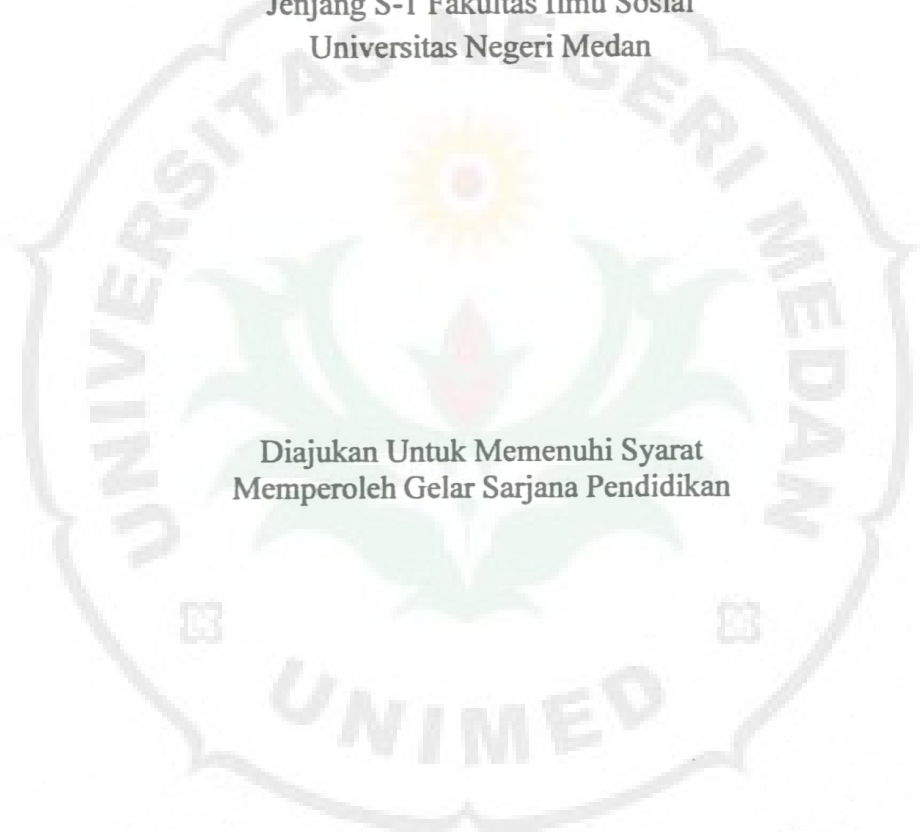 Jenjang S-1 Fakultas Ilmu Sosial
Universitas Negeri Medan
UNIVERSITAS NEGERI MEDAN
Diajukan Untuk Memenuhi Syarat
Memperoleh Gelar Sarjana Pendidikan
UNIMED